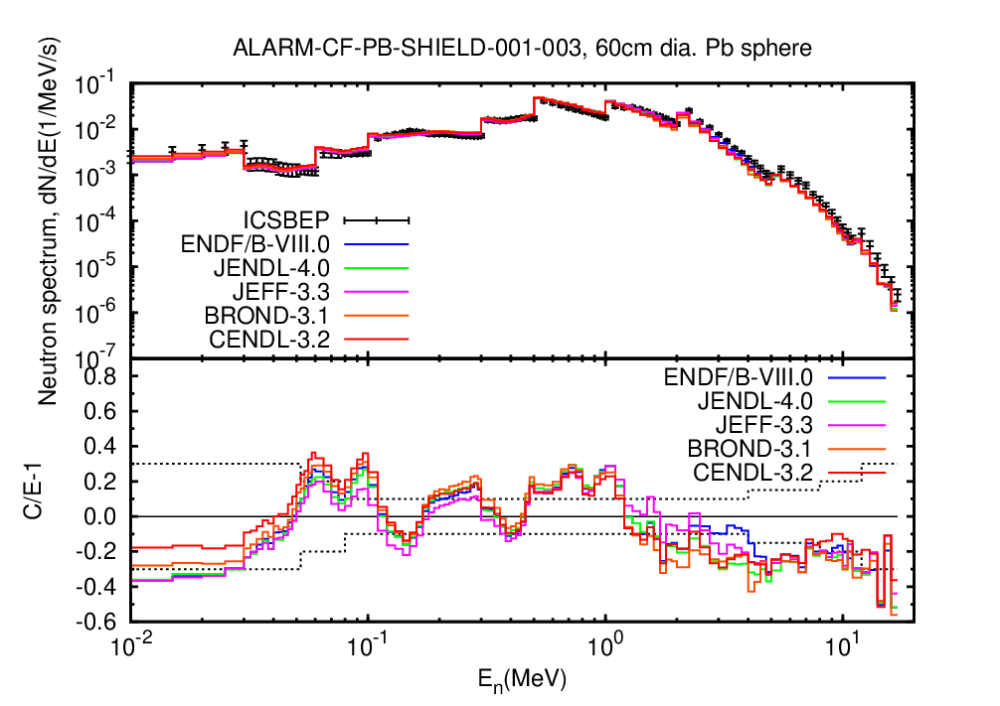 ALARM-CF-PB-SHIELD-001-003, 60cm dia. Pb sphere
Neutron spectrum, dN/dE(1/MeV/s)
10^-1
10^-2
10^-3
10^-4
10^-5
10^-6
10^-7
ICSBEP
ENDF/B-VIII.0
JENDL-4.0
JEFF-3.3
BROND-3.1
CENDL-3.2
C/E-1
0.8
0.6
0.4
0.2
0.0
-0.2
-0.4
-0.6
ENDF/B-VIII.0
JENDL-4.0
JEFF-3.3
BROND-3.1
CENDL-3.2
10^-2 10^-1 10^0 10^1
E_n(MeV)